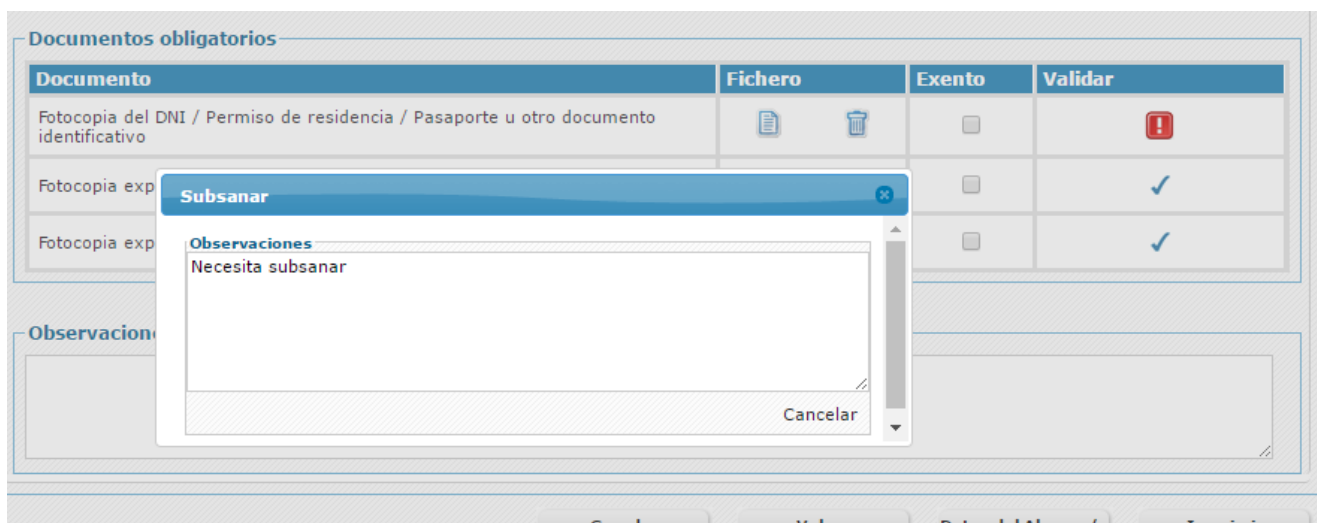 Documentos obligatorios
Documento Fichero Exento Validar
Fotocopia del DNI / Permiso de residencia / Pasaporte u otro documento
identificativo
Fotocopia exp
Subsanar
Fotocopia exp
Observaciones
Necesita subsanar
Observacion
Cancelar